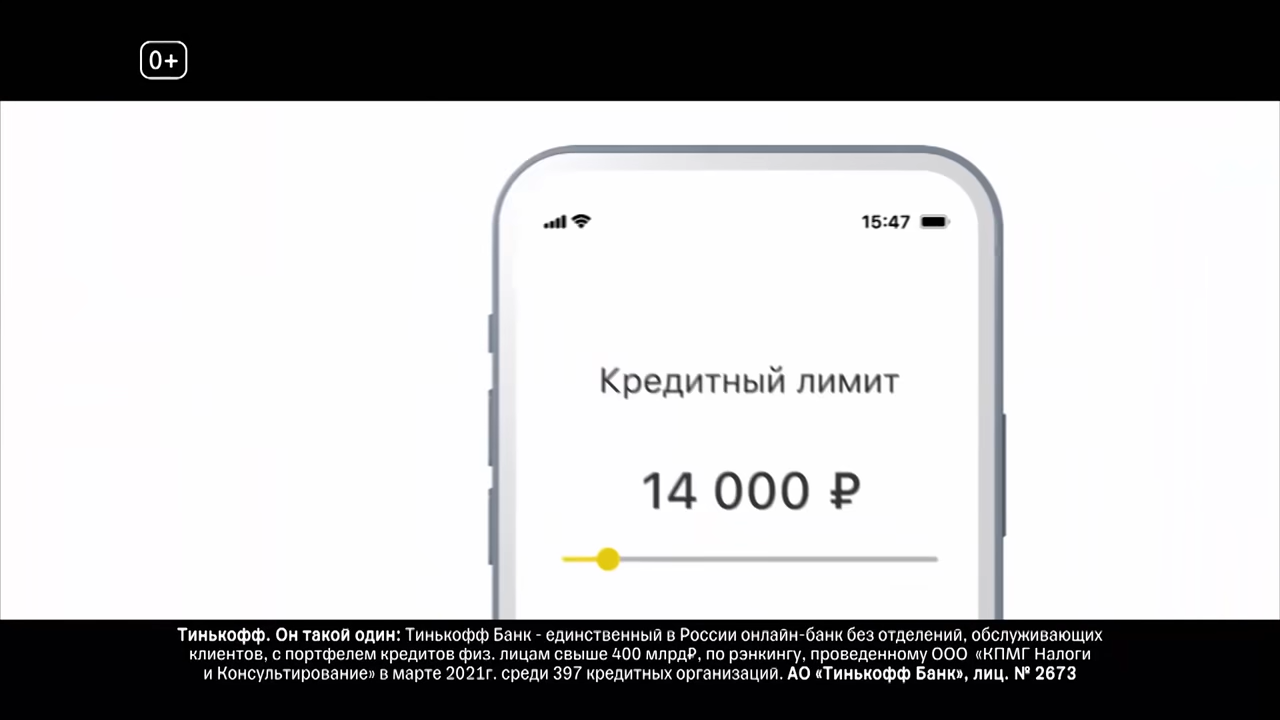 0+
15:47
Кредитный лимит
14 000 ₽
Тинькофф. Он такой один: Тинькофф Банк - единственный в России онлайн-банк без отделений, обслуживающих
клиентов, с портфелем кредитов физ. лицам свыше 400 млрд₽, по рэнкингу, проведенному ООО «КПМГ Налоги
и Консультирование» в марте 2021г. среди 397 кредитных организаций. АО «Тинькофф Банк», лиц. № 2673